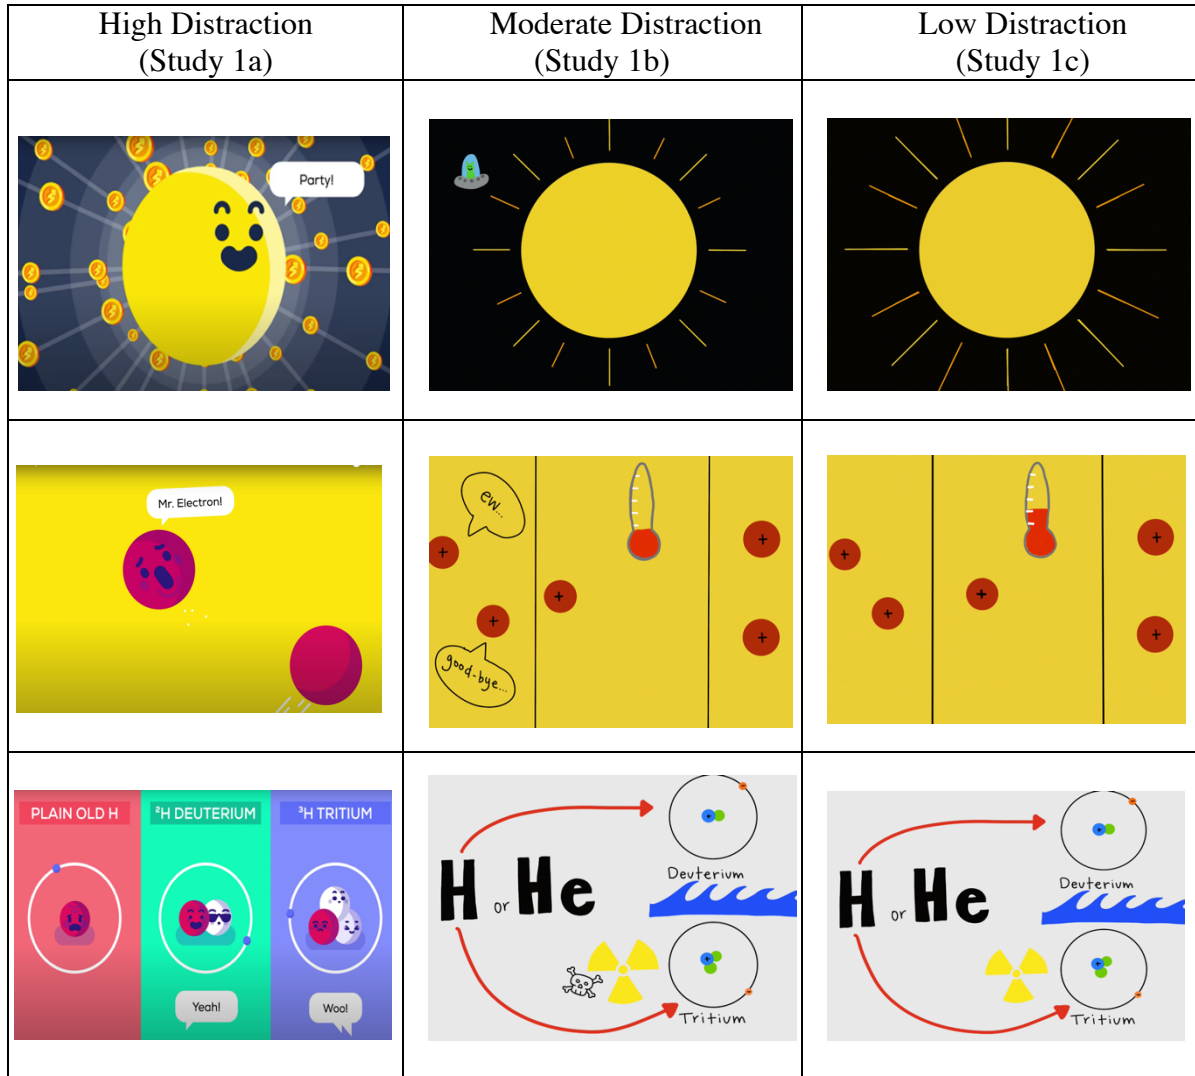 High Distraction
(Study 1a)
Moderate Distraction
(Study 1b)
Low Distraction
(Study 1c)
Party!
Mr. Electron!
ew...
+
+
+
+
+
good-bye...
+
+
+
+
+
PLAIN OLD H
²H DEUTERIUM
³H TRITIUM
Yeah!
Woo!
H or He
+
Deuterium
+
Tritium
H or He
+
Deuterium
+
Tritium